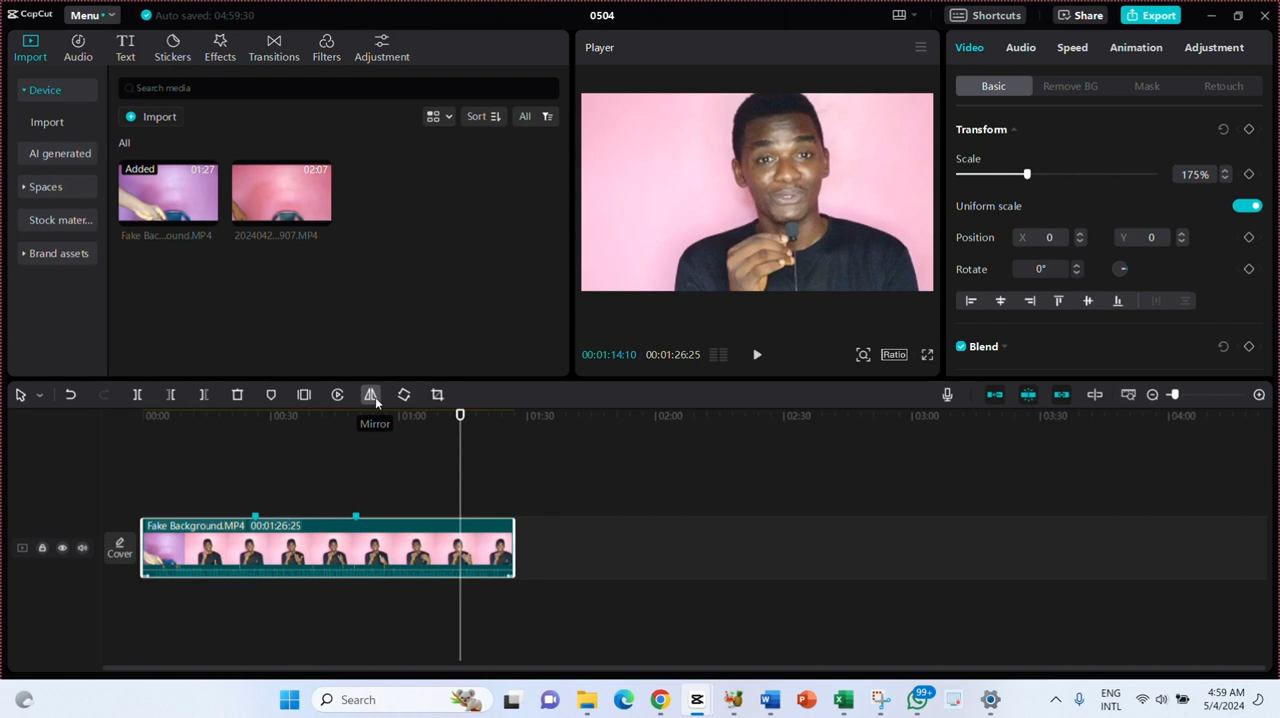 CapCut Menu Auto saved: 04:59:30 0504 Shortcuts Share Export
Import Audio Text Stickers Effects Transitions Filters Adjustment
TI
Player
Video Audio Speed Animation Adjustment
Device
Import
AI generated
Spaces
Stock mater...
Brand assets
Search media
Import Sort All
All
Added 01:27 02:07
Fake Bac...ound.MP4 2024042...907.MP4
00:01:14:10 00:01:26:25 Ratio
Basic Remove BG Mask Retouch
Transform
Scale
175%
Uniform scale
Position X 0 Y 0
Rotate 0°
Blend
Mirror
00:00 00:30 01:00 01:30 02:00 02:30 03:00 03:30 04:00
Cover
Fake Background.MP4 00:01:26:25
Search
99+
ENG
INTL
4:59 AM
5/4/2024